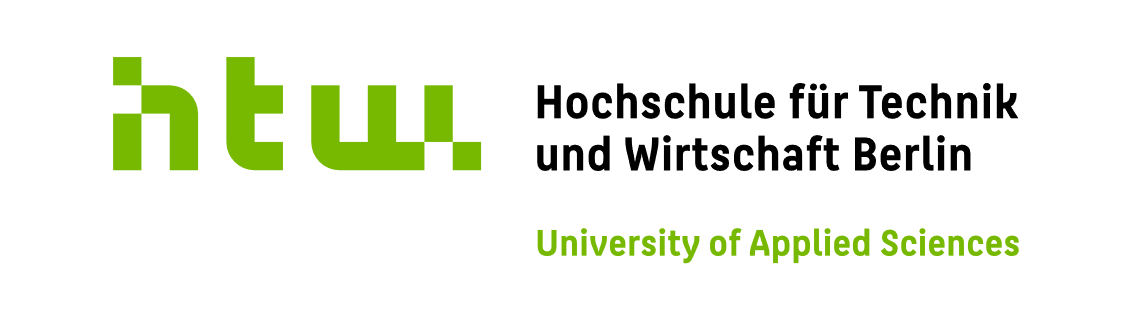 htw.
Hochschule für Technik
und Wirtschaft Berlin
University of Applied Sciences